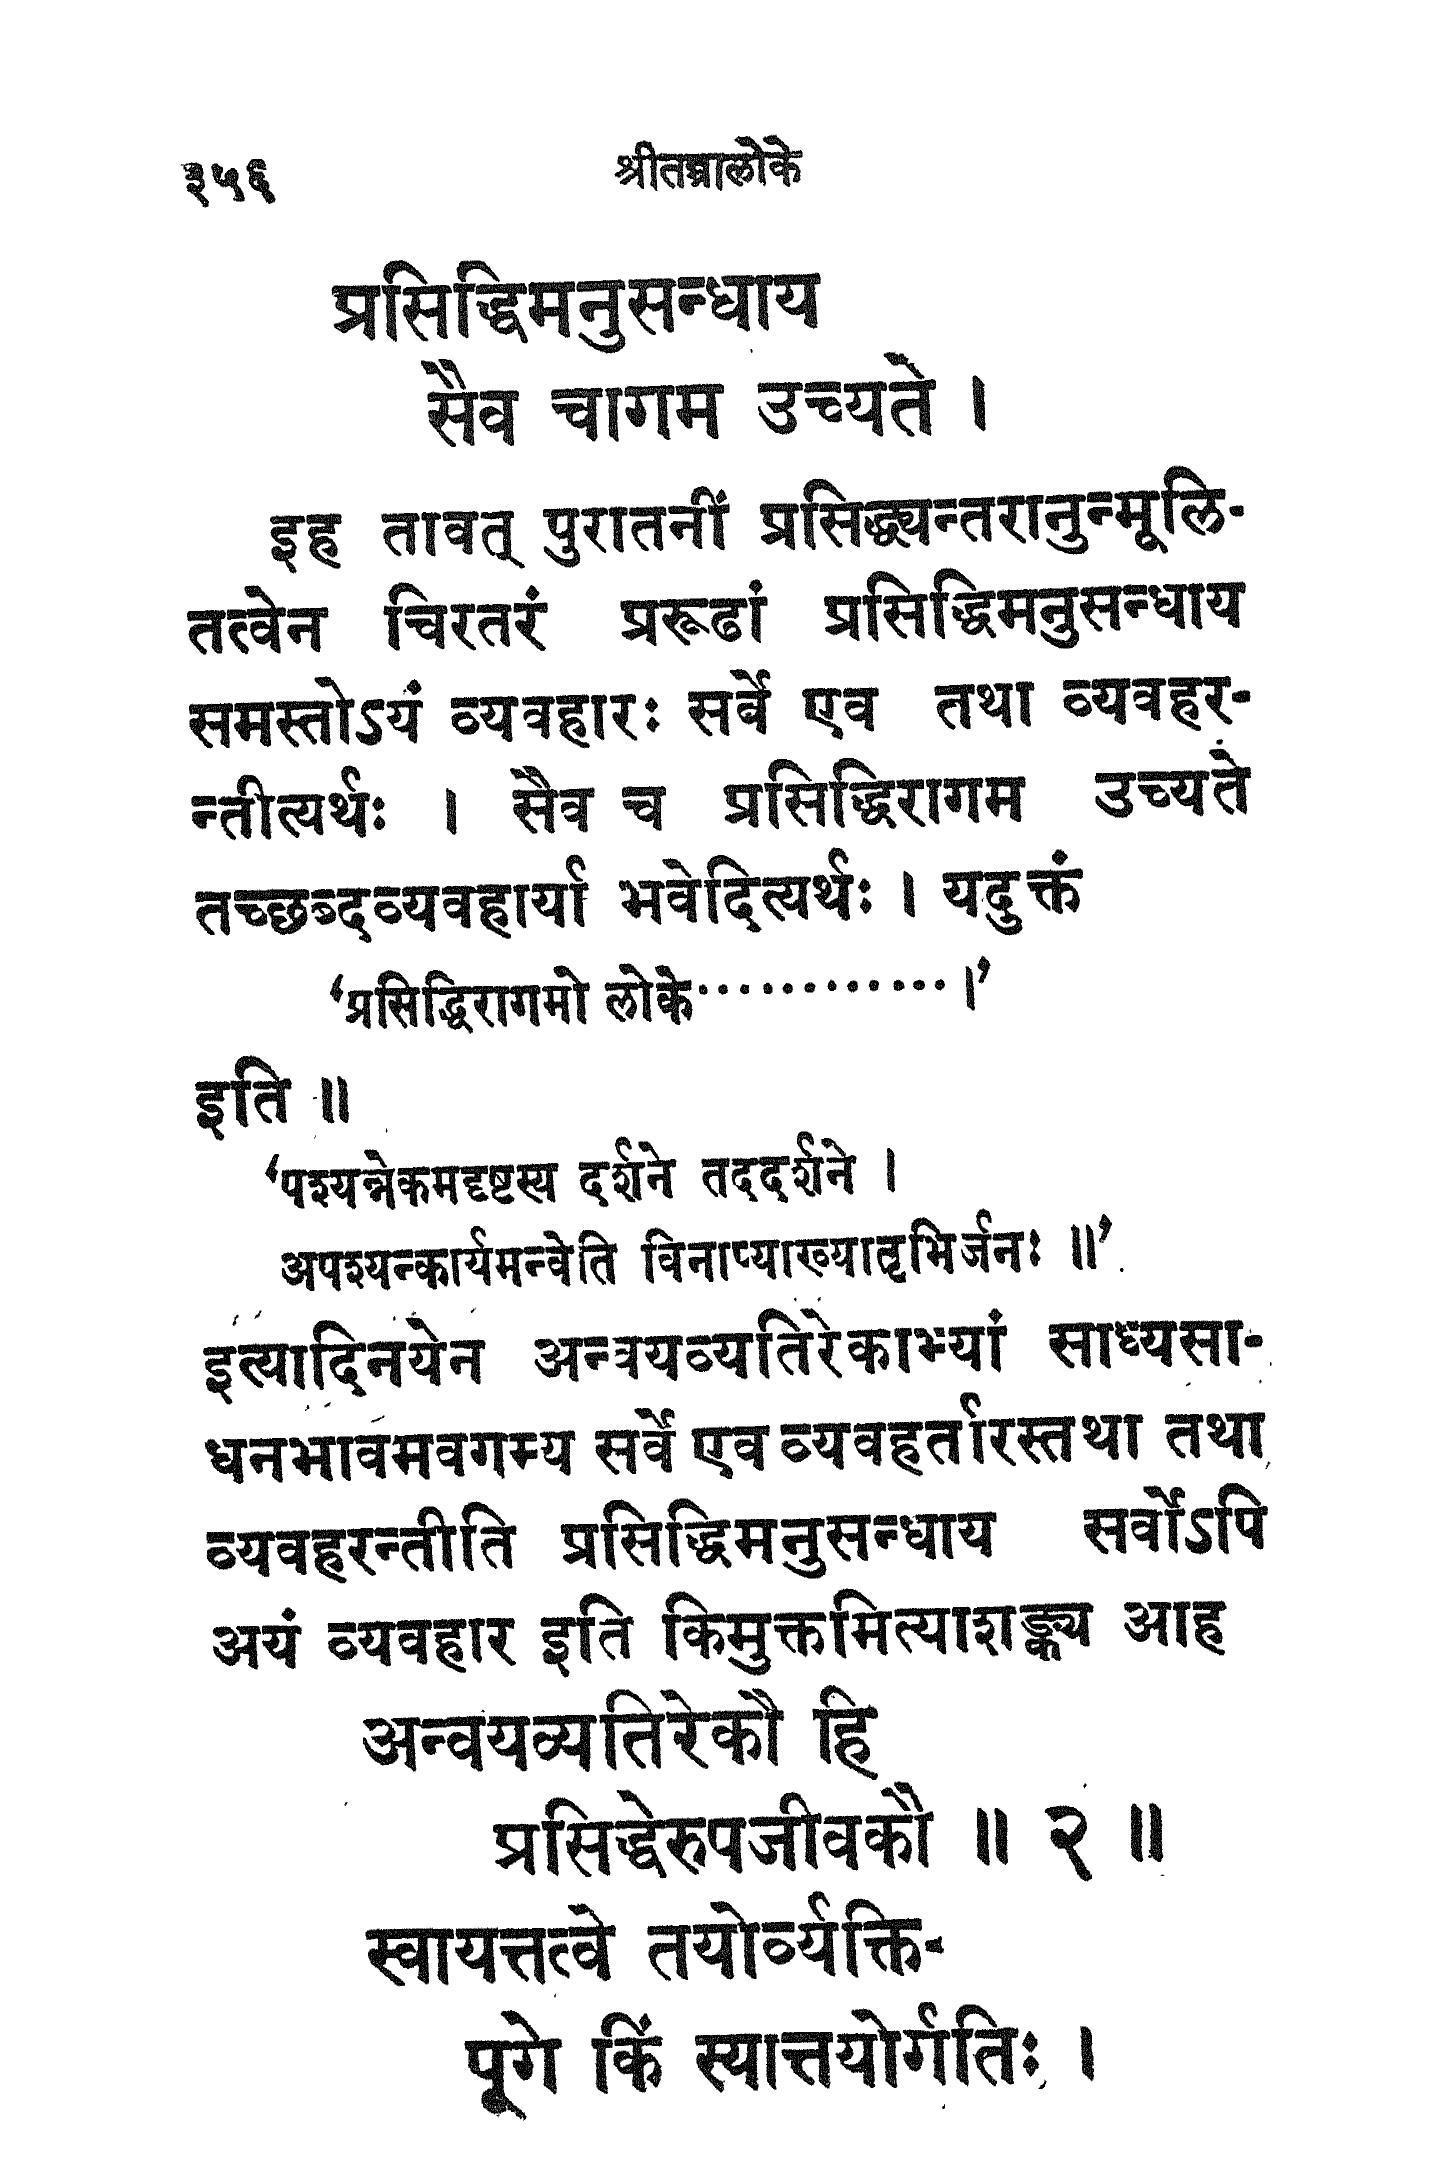 ३५६ श्रीतन्त्रालोके
प्रसिद्धिमनुसन्धाय
सैव चागम उच्यते ।
इह तावत् पुरातनीं प्रसिद्ध्यन्तरानुन्मूलि-
तत्वेन चिरतरं प्ररूढां प्रसिद्धिमनुसन्धाय
समस्तोऽयं व्यवहारः सर्वे एव तथा व्यवहर-
न्तीत्यर्थः । सैव च प्रसिद्धिरागम उच्यते
तच्छब्दव्यवहार्या भवेदित्यर्थः । यदुक्तं
‘प्रसिद्धिरागमो लोके············।’
इति ॥
‘पश्यन्नेकमदृष्टस्य दर्शने तददर्शने ।
अपश्यन्कार्यमन्वेति विनाप्याख्यातृभिर्जनः ॥’
इत्यादिनयेन अन्वयव्यतिरेकाभ्यां साध्यसा-
धनभावमवगम्य सर्वे एव व्यवहर्तारस्तथा तथा
व्यवहरन्तीति प्रसिद्धिमनुसन्धाय सर्वोऽपि
अयं व्यवहार इति किमुक्तमित्याशङ्क्य आह
अन्वयव्यतिरेकौ हि
प्रसिद्धेरुपजीवकौ ॥ २ ॥
स्वायत्तत्वे तयोर्व्यक्ति-
पूगे किं स्यात्तयोर्गतिः ।